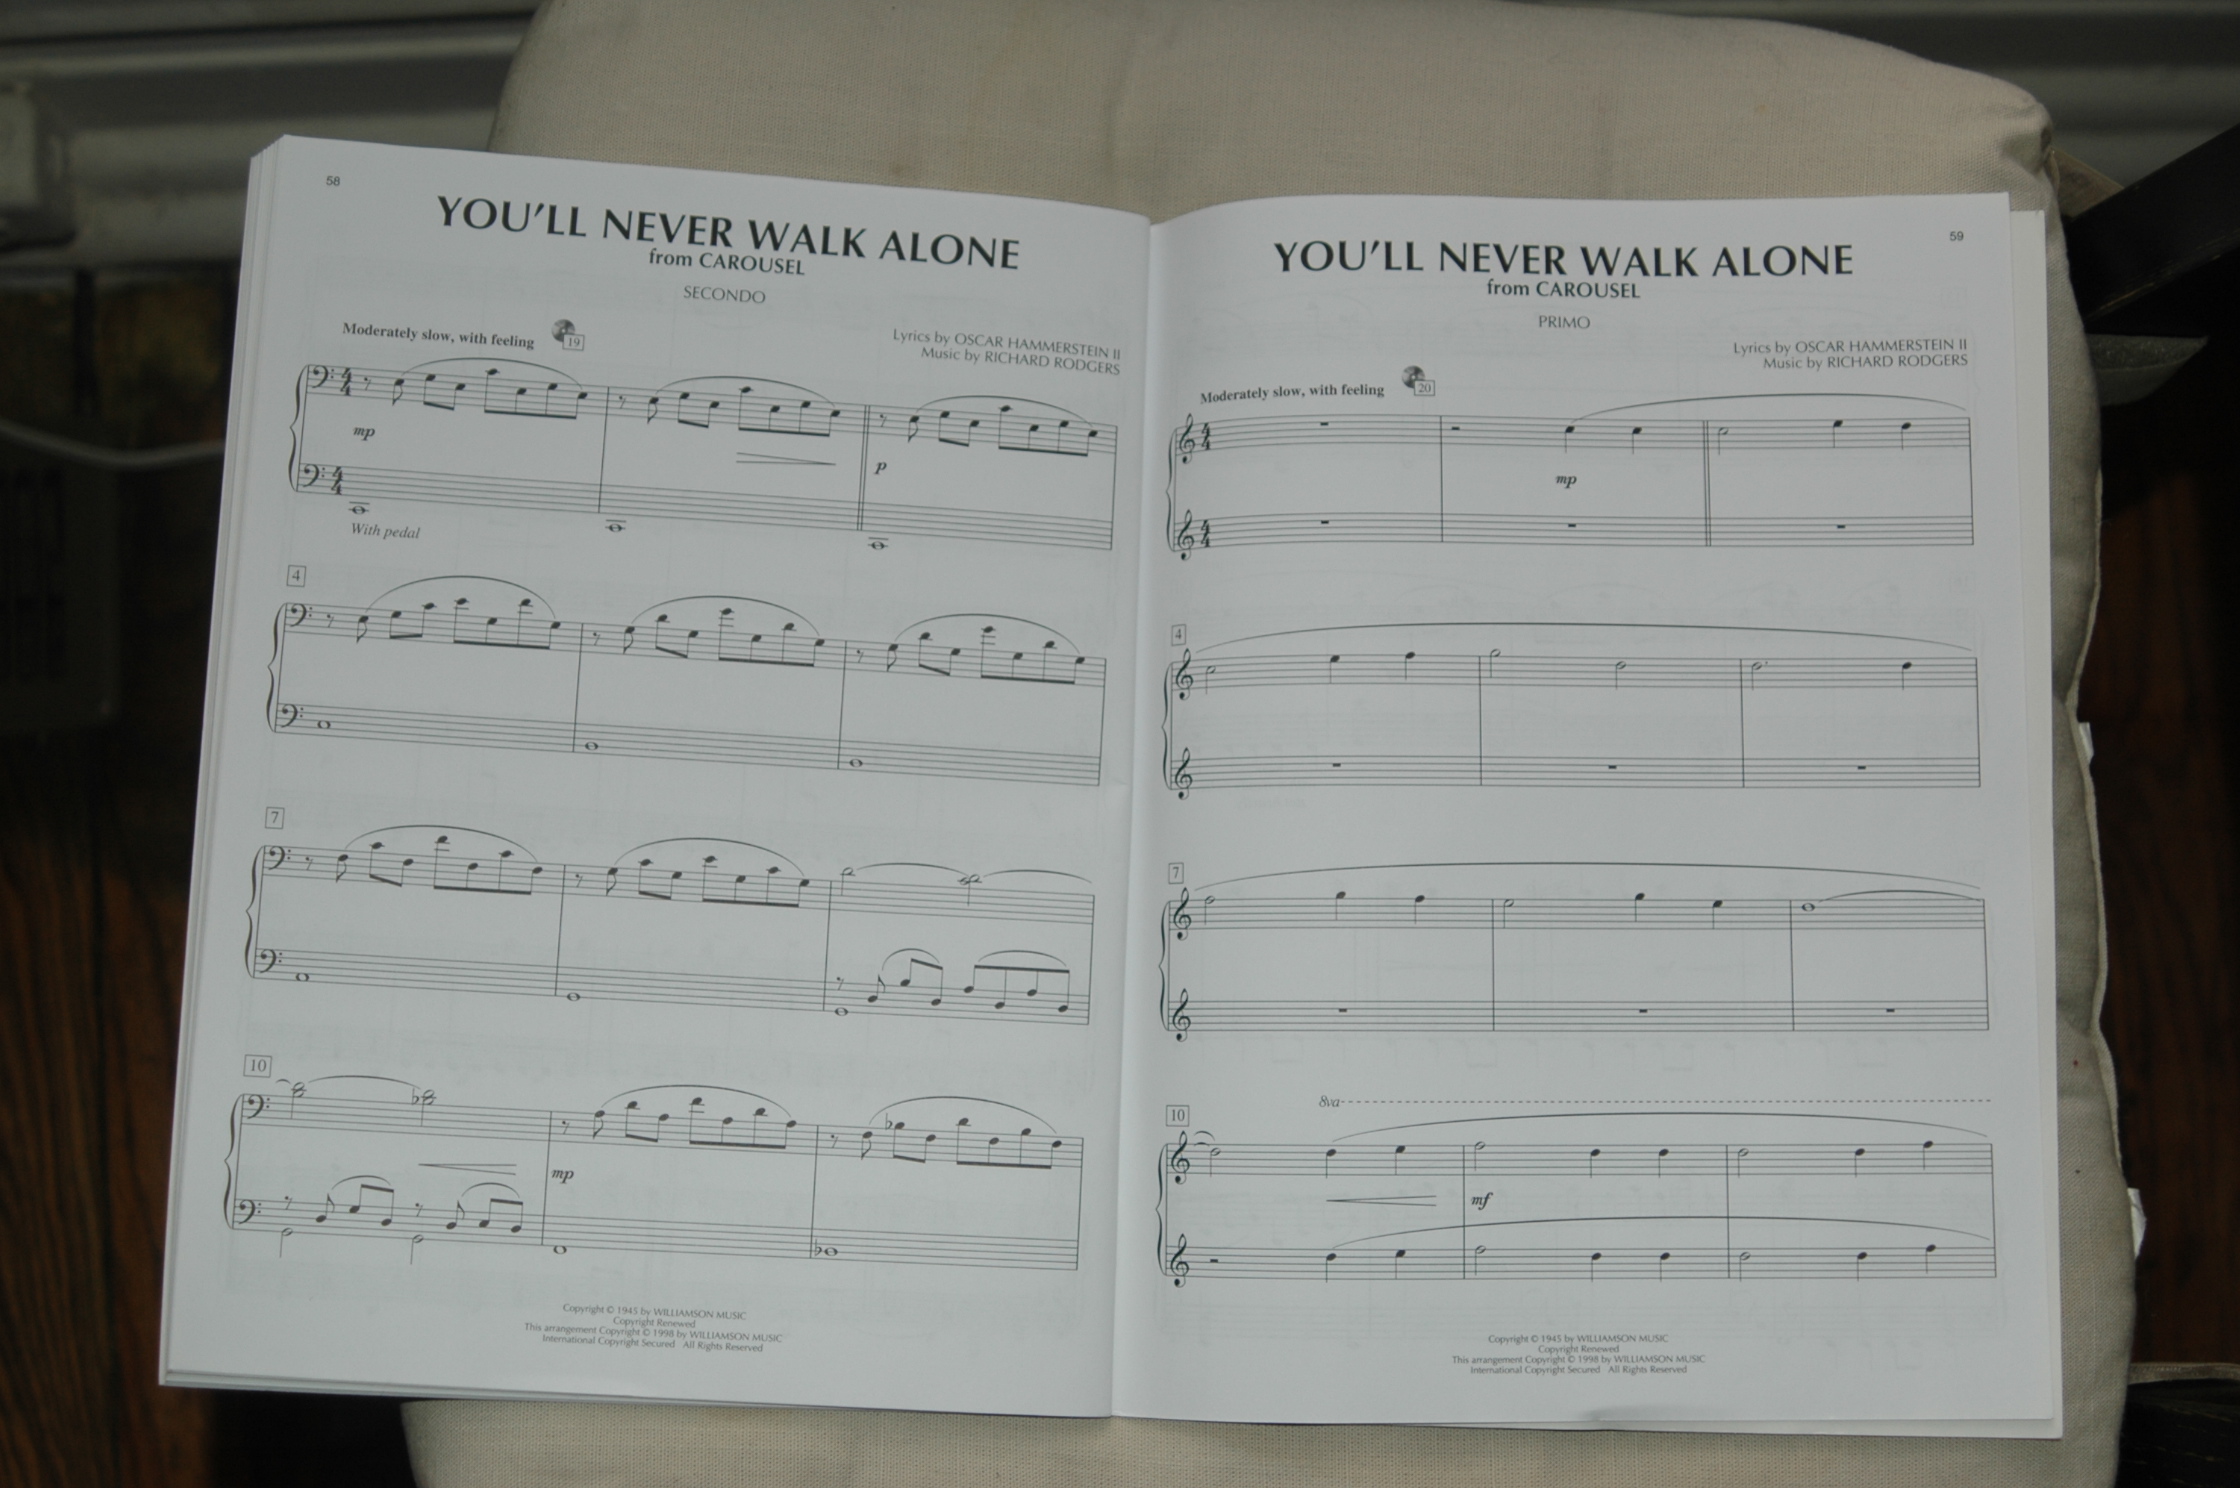 58
YOU'LL NEVER WALK ALONE
from CAROUSEL
SECONDO
Moderately slow, with feeling
19
Lyrics by OSCAR HAMMERSTEIN II
Music by RICHARD RODGERS
mp
p
With pedal
4
7
10
mp
Copyright © 1945 by WILLIAMSON MUSIC
Copyright Renewed
This arrangement Copyright © 1998 by WILLIAMSON MUSIC
International Copyright Secured All Rights Reserved
59
YOU'LL NEVER WALK ALONE
from CAROUSEL
PRIMO
Lyrics by OSCAR HAMMERSTEIN II
Music by RICHARD RODGERS
Moderately slow, with feeling
20
mp
4
7
8va
10
mf
Copyright © 1945 by WILLIAMSON MUSIC
Copyright Renewed
This arrangement Copyright © 1998 by WILLIAMSON MUSIC
International Copyright Secured All Rights Reserved